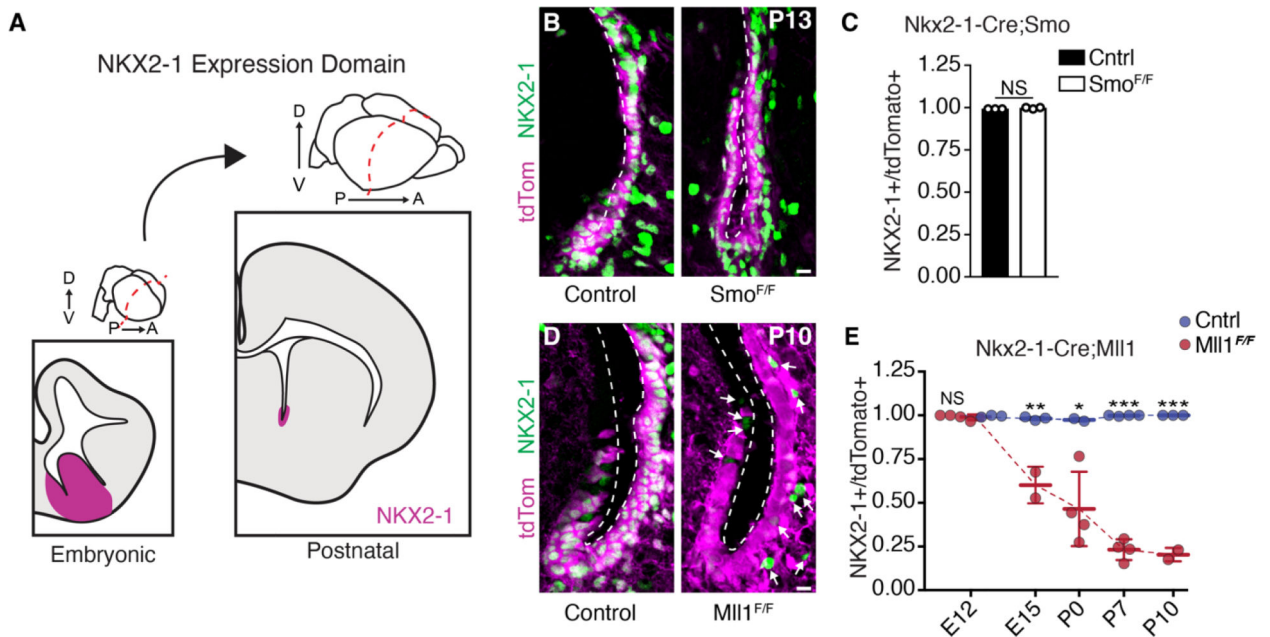 A
NKX2-1 Expression Domain
D
V
P
A
D
V
P
A
NKX2-1
Embryonic
Postnatal
B
P13
tdTom NKX2-1
Control
Smo^F/F
C
Nkx2-1-Cre;Smo
Cntrl
Smo^F/F
NKX2-1+/tdTomato+
1.25
1.00
0.75
0.50
0.25
0.00
NS
D
P10
tdTom NKX2-1
Control
Mll1^F/F
E
Nkx2-1-Cre;Mll1
Cntrl
Mll1^F/F
NKX2-1+/tdTomato+
1.25
1.00
0.75
0.50
0.25
0.00
NS
**
*
***
***
E12
E15
P0
P7
P10